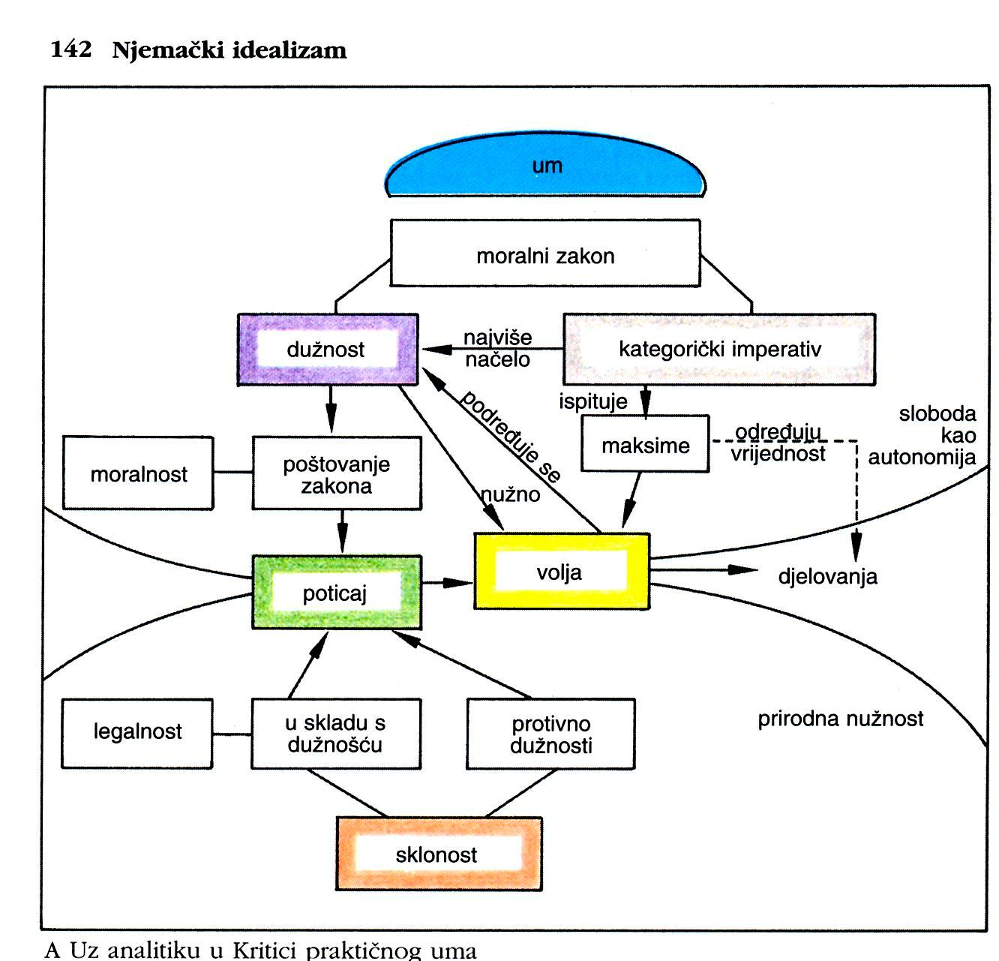 142 Njemački idealizam
um
moralni zakon
dužnost
najviše
načelo
kategorički imperativ
ispituje
podređuje se
nužno
maksime
određuju
vrijednost
sloboda
kao
autonomija
moralnost
poštovanje
zakona
poticaj
volja
djelovanja
legalnost
u skladu s
dužnošću
protivno
dužnosti
prirodna nužnost
sklonost
A Uz analitiku u Kritici praktičnog uma